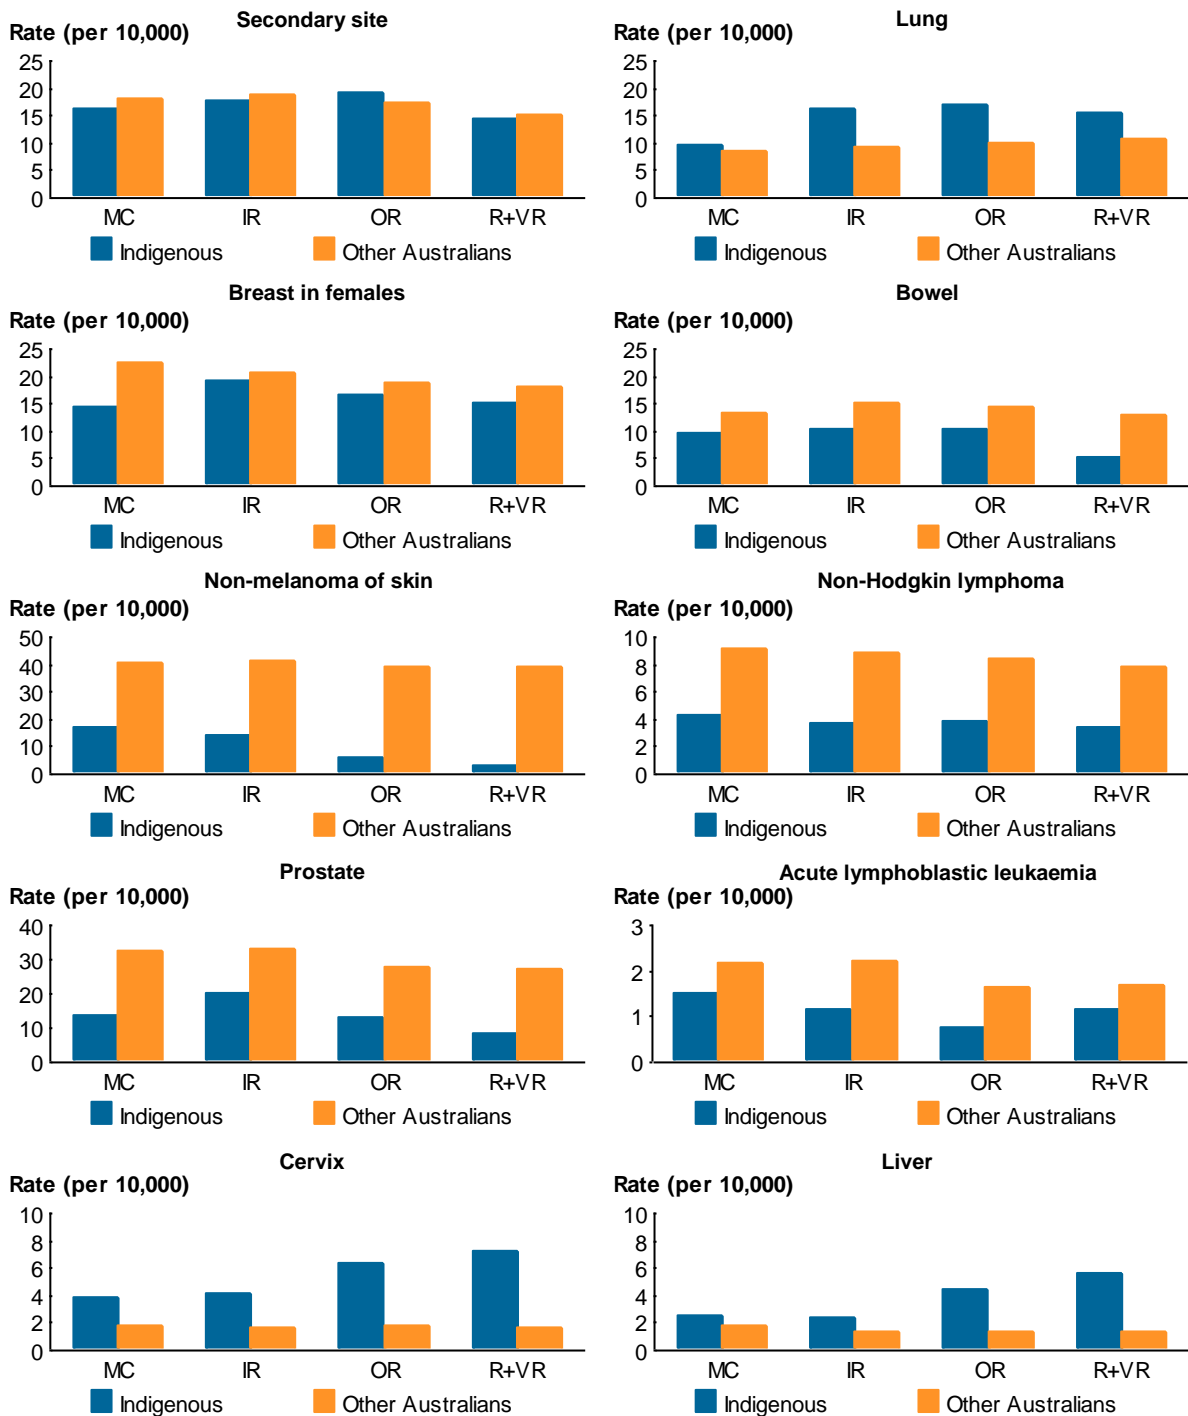 Secondary site
Rate (per 10,000)
25
20
15
10
5
0
MC IR OR R+VR
Indigenous Other Australians
Lung
Rate (per 10,000)
25
20
15
10
5
0
MC IR OR R+VR
Indigenous Other Australians
Breast in females
Rate (per 10,000)
25
20
15
10
5
0
MC IR OR R+VR
Indigenous Other Australians
Bowel
Rate (per 10,000)
25
20
15
10
5
0
MC IR OR R+VR
Indigenous Other Australians
Non-melanoma of skin
Rate (per 10,000)
50
40
30
20
10
0
MC IR OR R+VR
Indigenous Other Australians
Non-Hodgkin lymphoma
Rate (per 10,000)
10
8
6
4
2
0
MC IR OR R+VR
Indigenous Other Australians
Prostate
Rate (per 10,000)
40
30
20
10
0
MC IR OR R+VR
Indigenous Other Australians
Acute lymphoblastic leukaemia
Rate (per 10,000)
3
2
1
0
MC IR OR R+VR
Indigenous Other Australians
Cervix
Rate (per 10,000)
10
8
6
4
2
0
MC IR OR R+VR
Indigenous Other Australians
Liver
Rate (per 10,000)
10
8
6
4
2
0
MC IR OR R+VR
Indigenous Other Australians